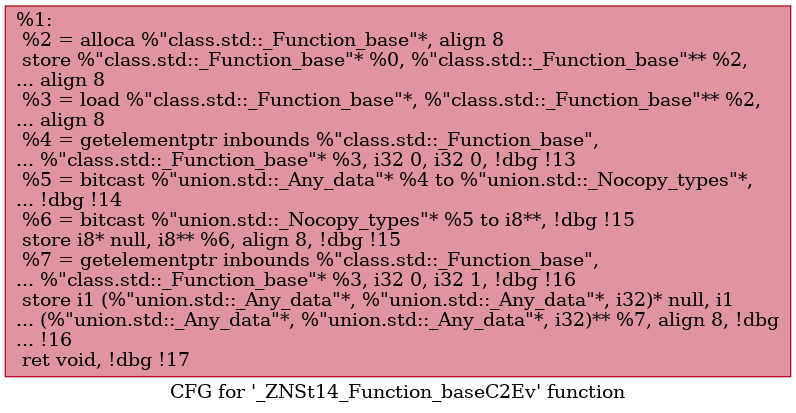 %1:
%2 = alloca %"class.std::_Function_base"*, align 8
store %"class.std::_Function_base"* %0, %"class.std::_Function_base"** %2,
... align 8
%3 = load %"class.std::_Function_base"*, %"class.std::_Function_base"** %2,
... align 8
%4 = getelementptr inbounds %"class.std::_Function_base",
... %"class.std::_Function_base"* %3, i32 0, i32 0, !dbg !13
%5 = bitcast %"union.std::_Any_data"* %4 to %"union.std::_Nocopy_types"*,
... !dbg !14
%6 = bitcast %"union.std::_Nocopy_types"* %5 to i8**, !dbg !15
store i8* null, i8** %6, align 8, !dbg !15
%7 = getelementptr inbounds %"class.std::_Function_base",
... %"class.std::_Function_base"* %3, i32 0, i32 1, !dbg !16
store i1 (%"union.std::_Any_data"*, %"union.std::_Any_data"*, i32)* null, i1
... (%"union.std::_Any_data"*, %"union.std::_Any_data"*, i32)** %7, align 8, !dbg
... !16
ret void, !dbg !17
CFG for '_ZNSt14_Function_baseC2Ev' function